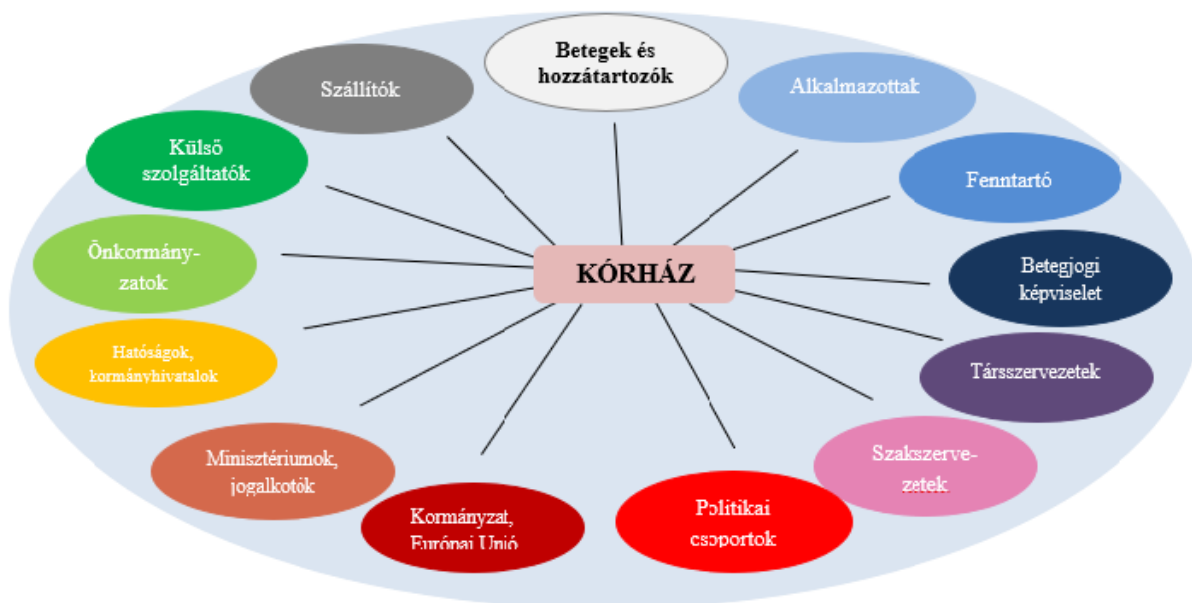 Betegek és
hozzátartozók
Alkalmazottak
Fenntartó
Betegjogi
képviselet
Társszervezetek
Szakszerve-
zetek
Politikai
csoportok
Kormányzat,
Európai Unió
Minisztériumok,
jogalkotók
Hatóságok,
kormányhivatalok
Önkormány-
zatok
Külső
szolgáltatók
Szállítók
KÓRHÁZ